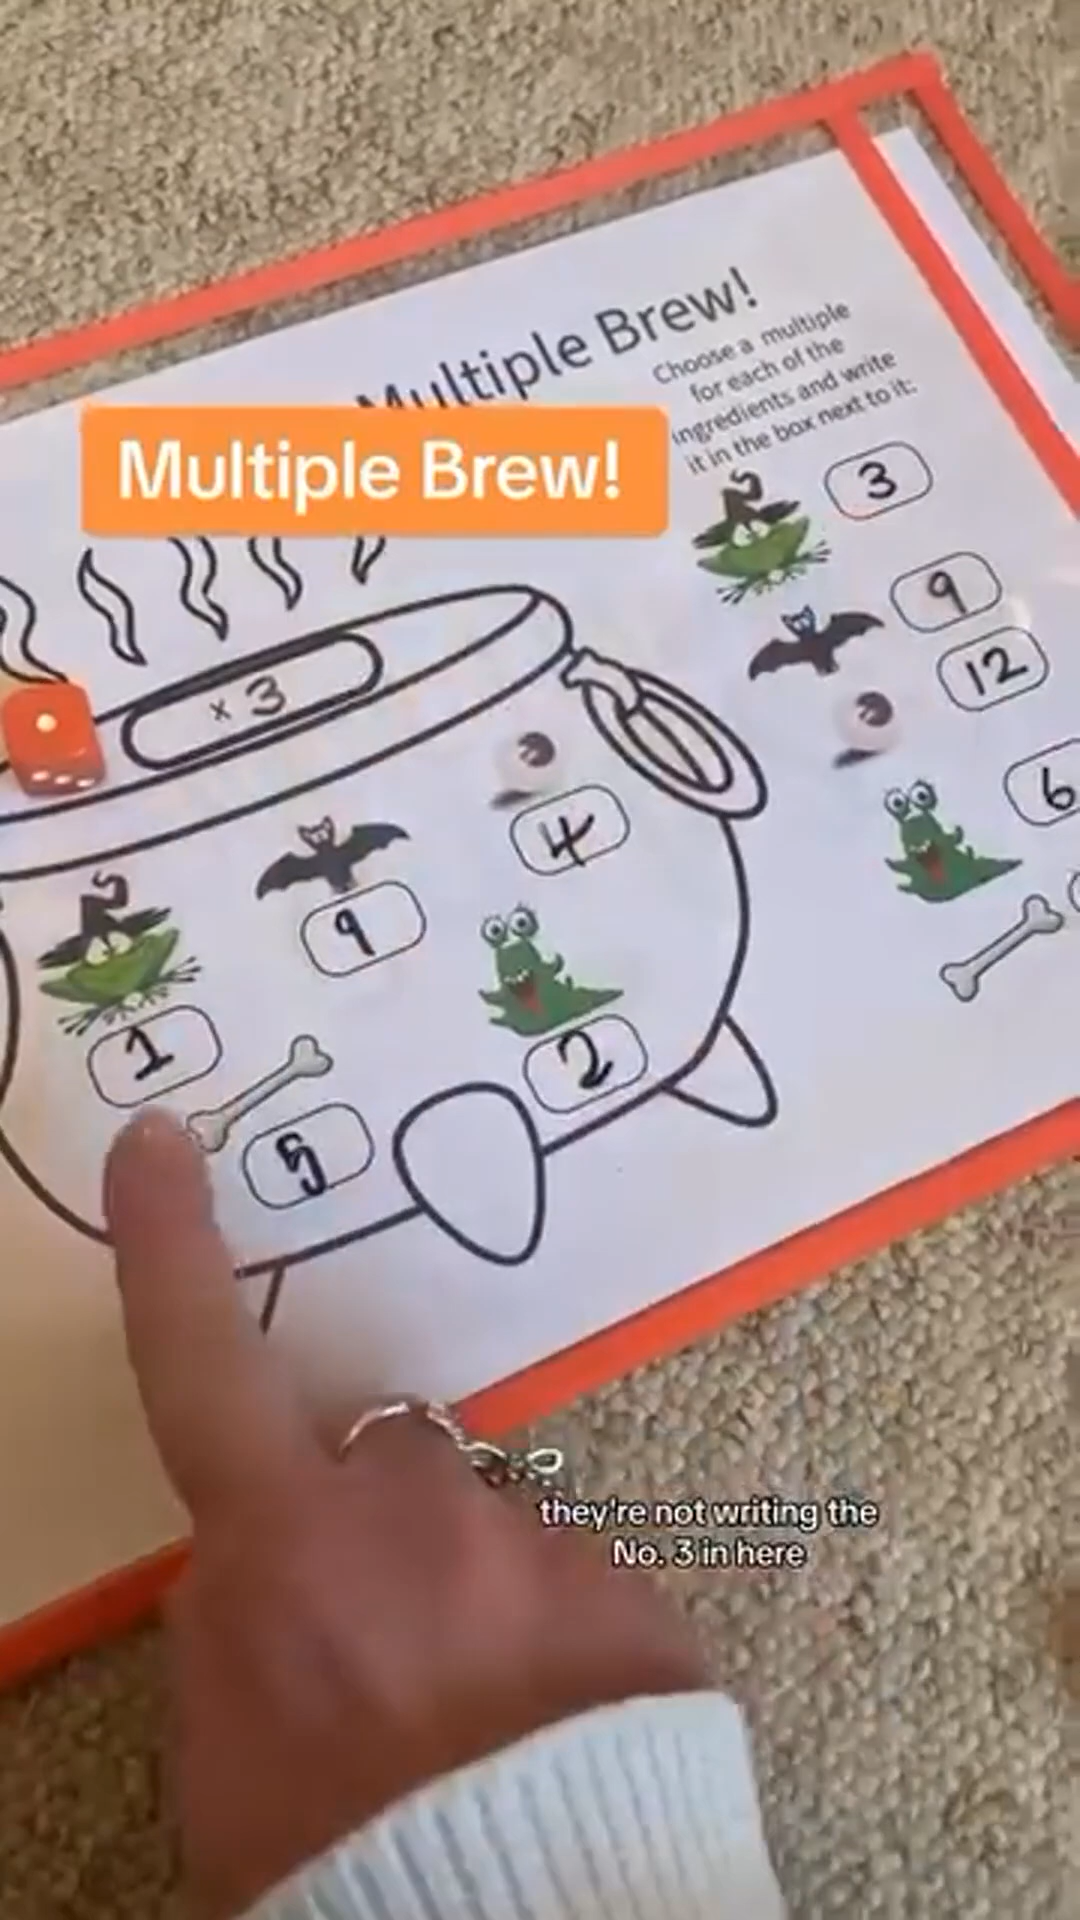 Multiple Brew!
Choose a multiple
for each of the
ingredients and write
it in the box next to it:
Multiple Brew!
3
9
12
6
x 3
4
9
1
2
5
they're not writing the
No. 3 in here